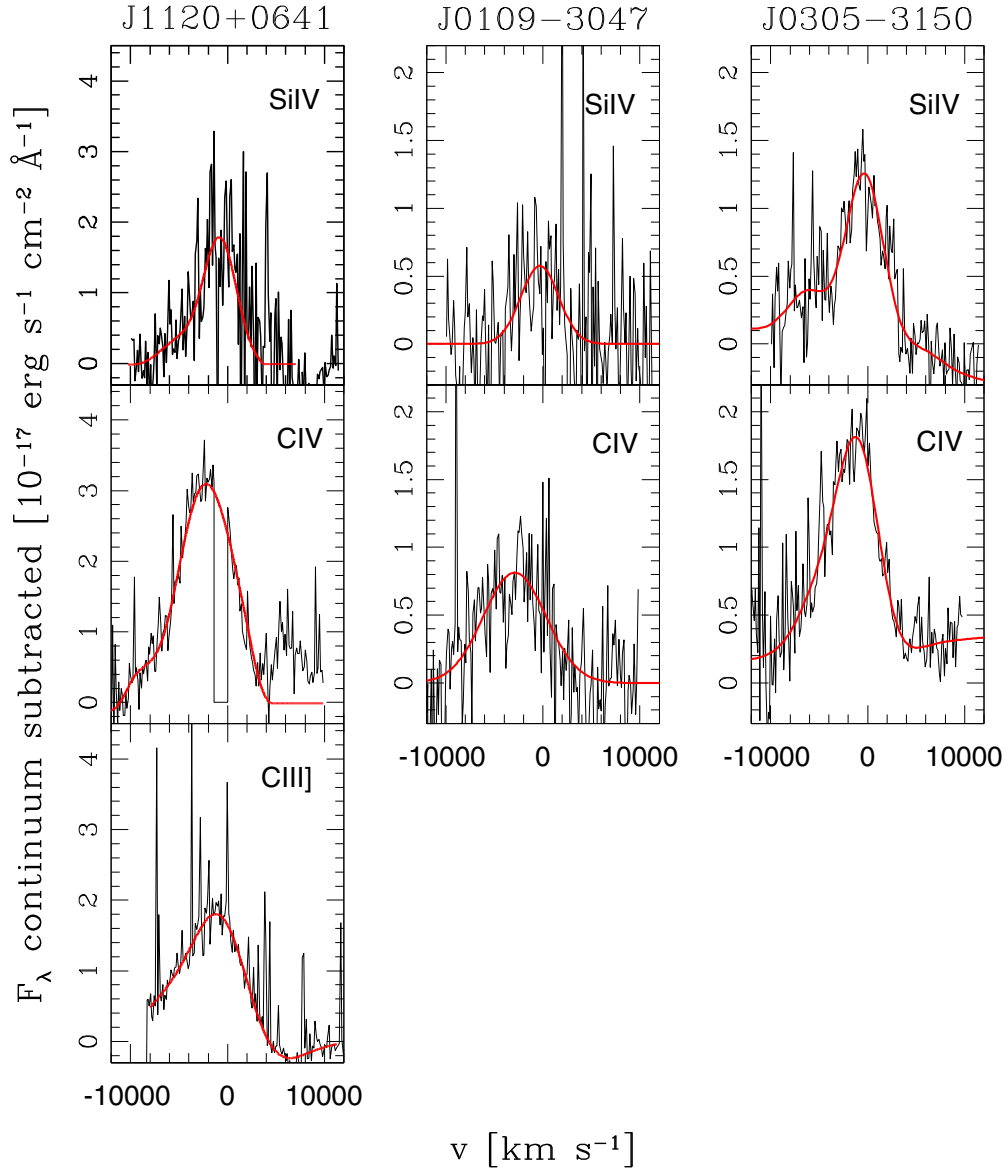 J1120+0641 J0109−3047 J0305−3150
F_λ continuum subtracted [10⁻¹⁷ erg s⁻¹ cm⁻² Å⁻¹]
4
3
2
1
0
SiIV
2
1.5
1
0.5
0
SiIV
2
1.5
1
0.5
0
SiIV
4
3
2
1
0
CIV
2
1.5
1
0.5
0
CIV
2
1.5
1
0.5
0
CIV
-10000 0 10000
-10000 0 10000
4
3
2
1
0
CIII]
-10000 0 10000
v [km s⁻¹]